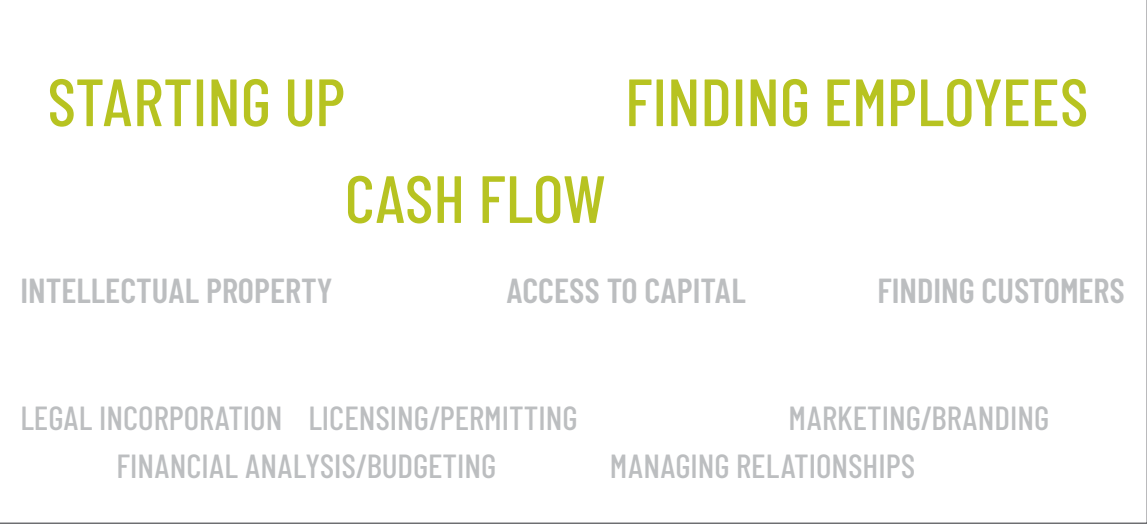 STARTING UP FINDING EMPLOYEES
CASH FLOW
INTELLECTUAL PROPERTY ACCESS TO CAPITAL FINDING CUSTOMERS
LEGAL INCORPORATION LICENSING/PERMITTING MARKETING/BRANDING
FINANCIAL ANALYSIS/BUDGETING MANAGING RELATIONSHIPS